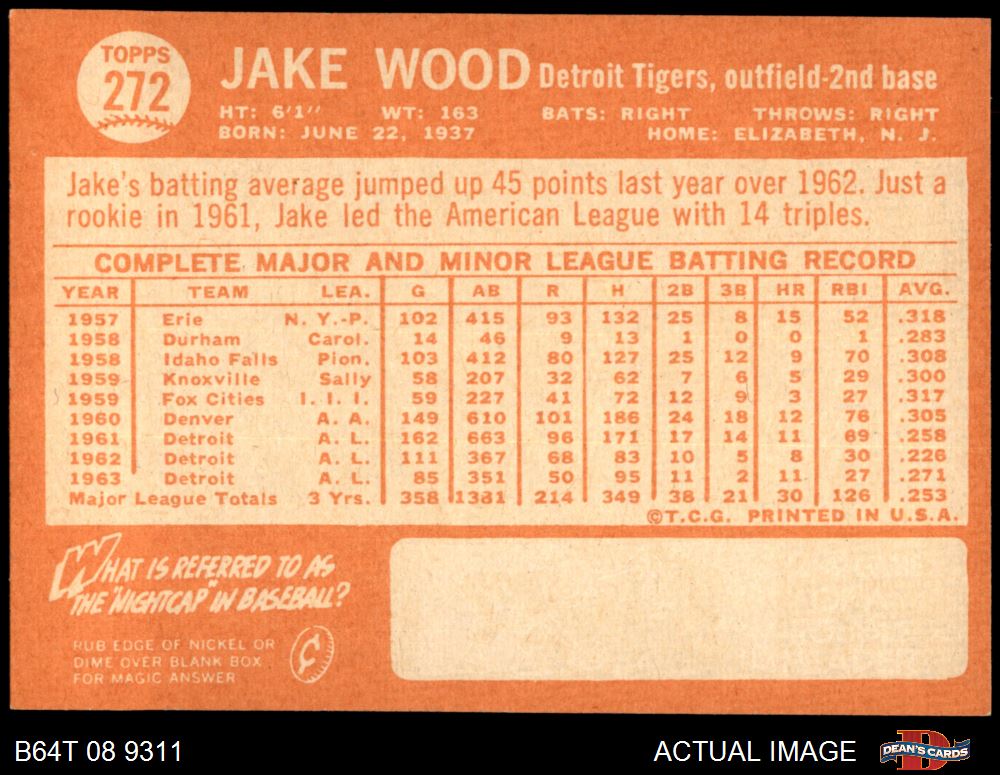 TOPPS
272
JAKE WOOD Detroit Tigers, outfield-2nd base
HT: 6'1'' WT: 163 BATS: RIGHT THROWS: RIGHT
BORN: JUNE 22, 1937 HOME: ELIZABETH, N. J.
Jake's batting average jumped up 45 points last year over 1962. Just a
rookie in 1961, Jake led the American League with 14 triples.
COMPLETE MAJOR AND MINOR LEAGUE BATTING RECORD
YEAR TEAM LEA. G AB R H 2B 3B HR RBI AVG.
1957 Erie N. Y.-P. 102 415 93 132 25 8 15 52 .318
1958 Durham Carol. 14 46 9 13 1 0 0 1 .283
1958 Idaho Falls Pion. 103 412 80 127 25 12 9 70 .308
1959 Knoxville Sally 58 207 32 62 7 6 5 29 .300
1959 Fox Cities I. I. I. 59 227 41 72 12 9 3 27 .317
1960 Denver A. A. 149 610 101 186 24 18 12 76 .305
1961 Detroit A. L. 162 663 96 171 17 14 11 69 .258
1962 Detroit A. L. 111 367 68 83 10 5 8 30 .226
1963 Detroit A. L. 85 351 50 95 11 2 11 27 .271
Major League Totals 3 Yrs. 358 1381 214 349 38 21 30 126 .253
©T.C.G. PRINTED IN U.S.A.
WHAT IS REFERRED TO AS
THE "NIGHTCAP" IN BASEBALL?
RUB EDGE OF NICKEL OR
DIME OVER BLANK BOX
FOR MAGIC ANSWER
¢
B64T 08 9311 ACTUAL IMAGE DEAN'S CARDS